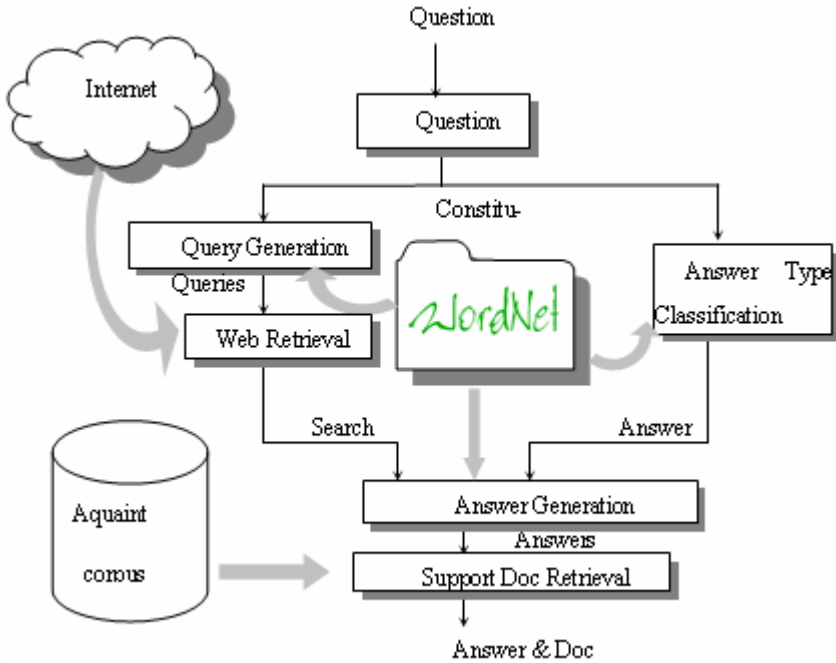 Question
Internet
Question
Constitu-
Query Generation
Queries
WordNet
Answer Type
Classification
Web Retrieval
Search
Answer
Aquaint
corpus
Answer Generation
Answers
Support Doc Retrieval
Answer & Doc